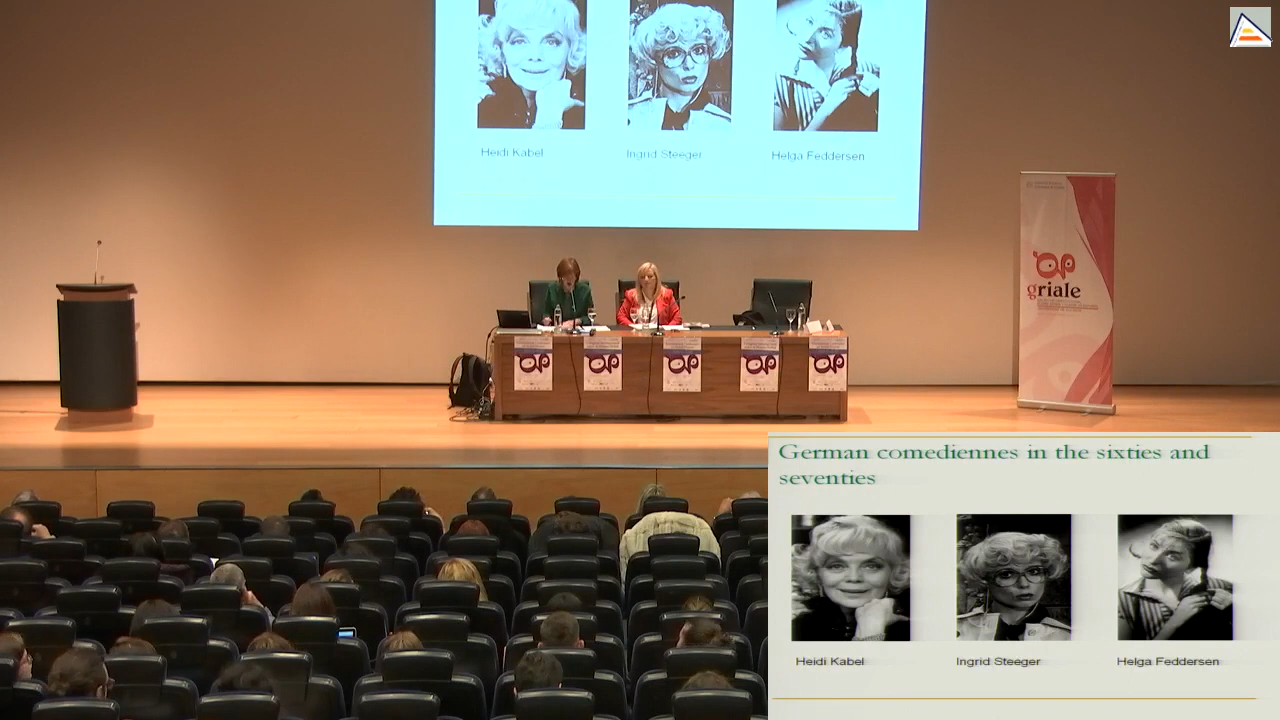 Heidi Kabel
Ingrid Steeger
Helga Feddersen
griale
German comediennes in the sixties and
seventies
Heidi Kabel
Ingrid Steeger
Helga Feddersen